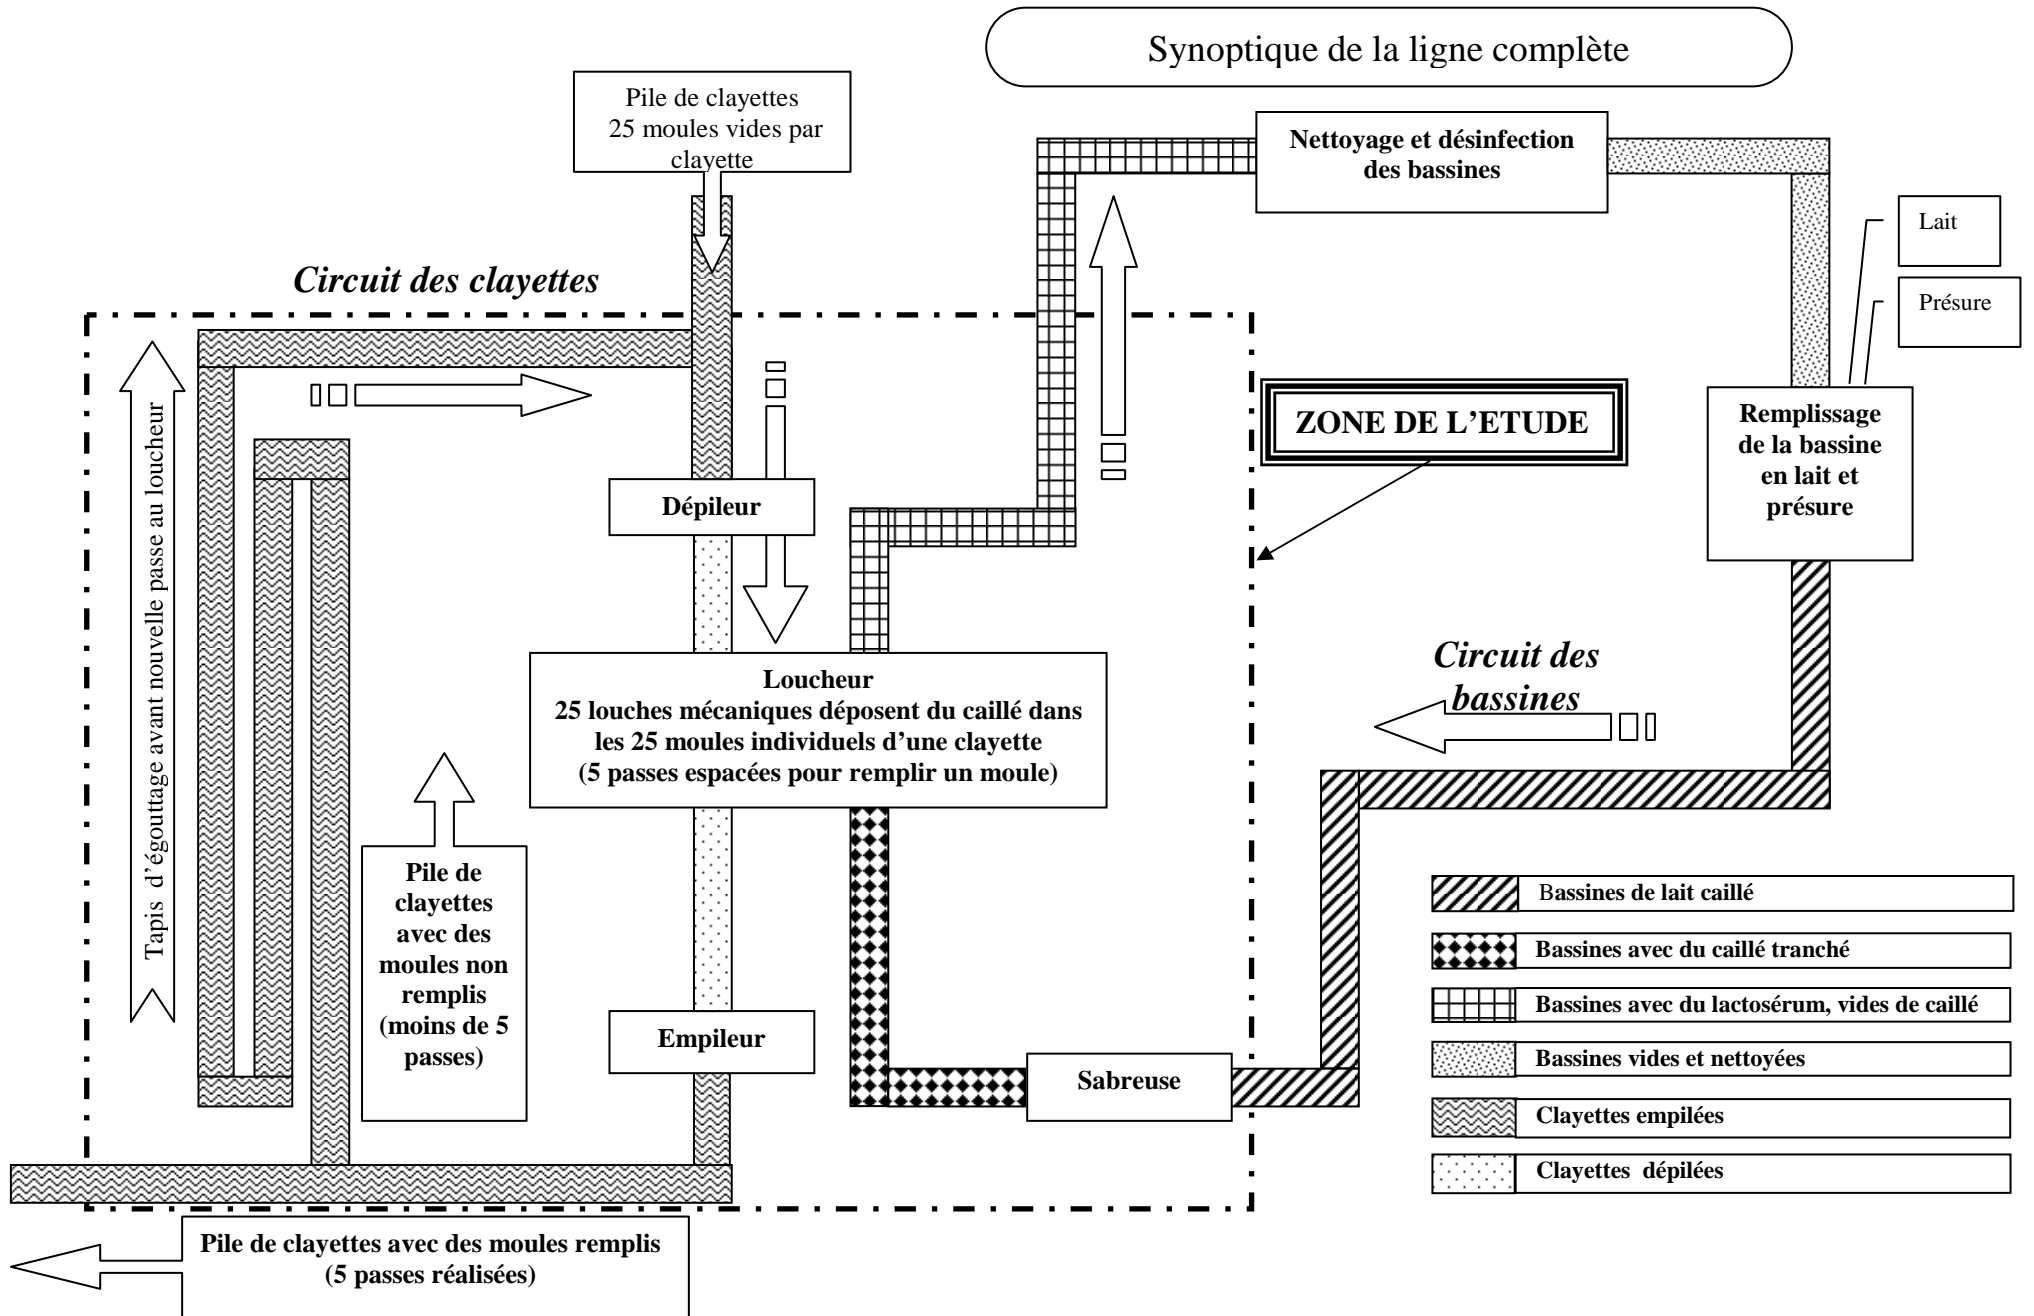 Synoptique de la ligne complète
Pile de clayettes
25 moules vides par
clayette
Nettoyage et désinfection
des bassines
Lait
Présure
Circuit des clayettes
ZONE DE L'ETUDE
Remplissage
de la bassine
en lait et
présure
Tapis d'égouttage avant nouvelle passe au loucheur
Dépileur
Loucheur
25 louches mécaniques déposent du caillé dans
les 25 moules individuels d'une clayette
(5 passes espacées pour remplir un moule)
Circuit des
bassines
Pile de
clayettes
avec des
moules non
remplis
(moins de 5
passes)
Empileur
Sabreuse
Bassines de lait caillé
Bassines avec du caillé tranché
Bassines avec du lactosérum, vides de caillé
Bassines vides et nettoyées
Clayettes empilées
Clayettes dépilées
Pile de clayettes avec des moules remplis
(5 passes réalisées)